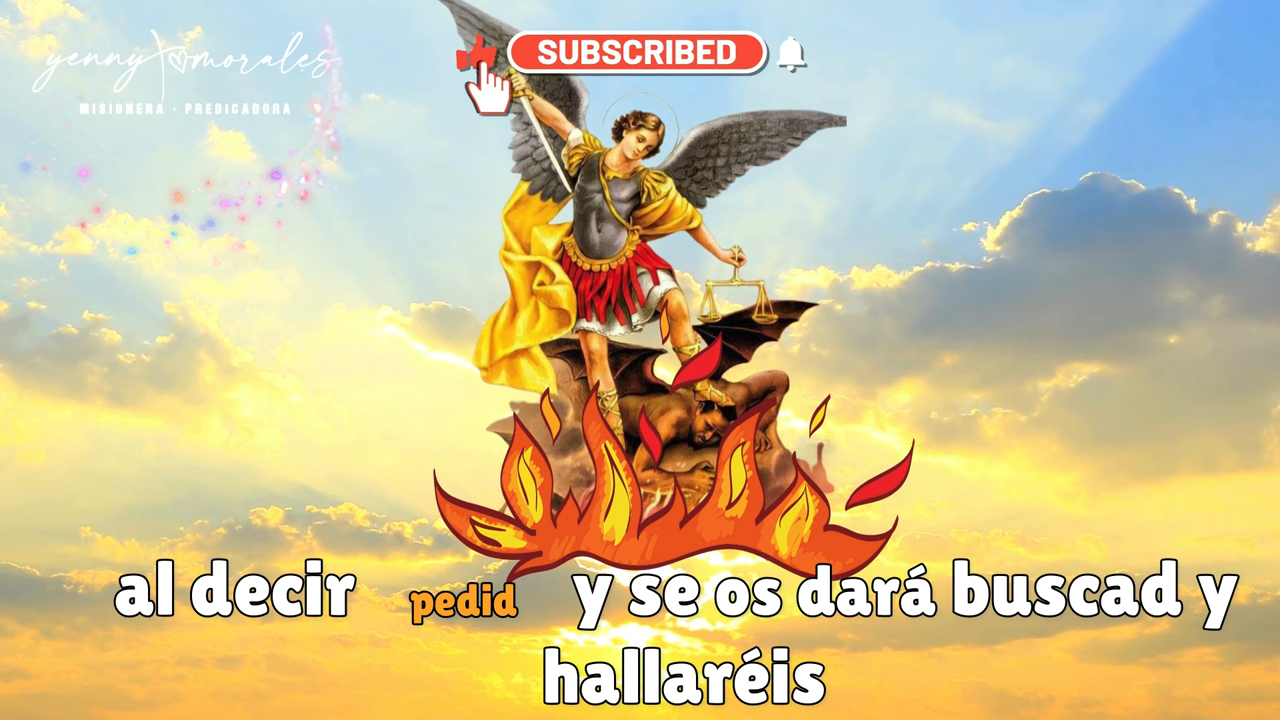 yenny morales
MISIONERA • PREDICADORA
SUBSCRIBED
al decir pedid y se os dará buscad y
hallaréis